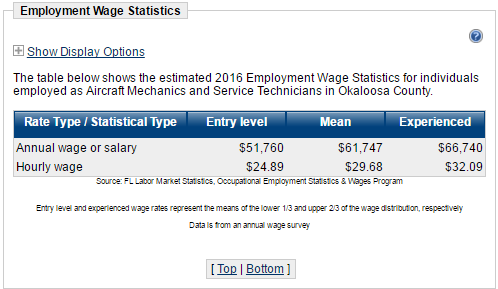 Employment Wage Statistics
Show Display Options
The table below shows the estimated 2016 Employment Wage Statistics for individuals
employed as Aircraft Mechanics and Service Technicians in Okaloosa County.
Rate Type / Statistical Type Entry level Mean Experienced
Annual wage or salary $51,760 $61,747 $66,740
Hourly wage $24.89 $29.68 $32.09
Source: FL Labor Market Statistics, Occupational Employment Statistics & Wages Program
Entry level and experienced wage rates represent the means of the lower 1/3 and upper 2/3 of the wage distribution, respectively
Data is from an annual wage survey
[ Top | Bottom ]